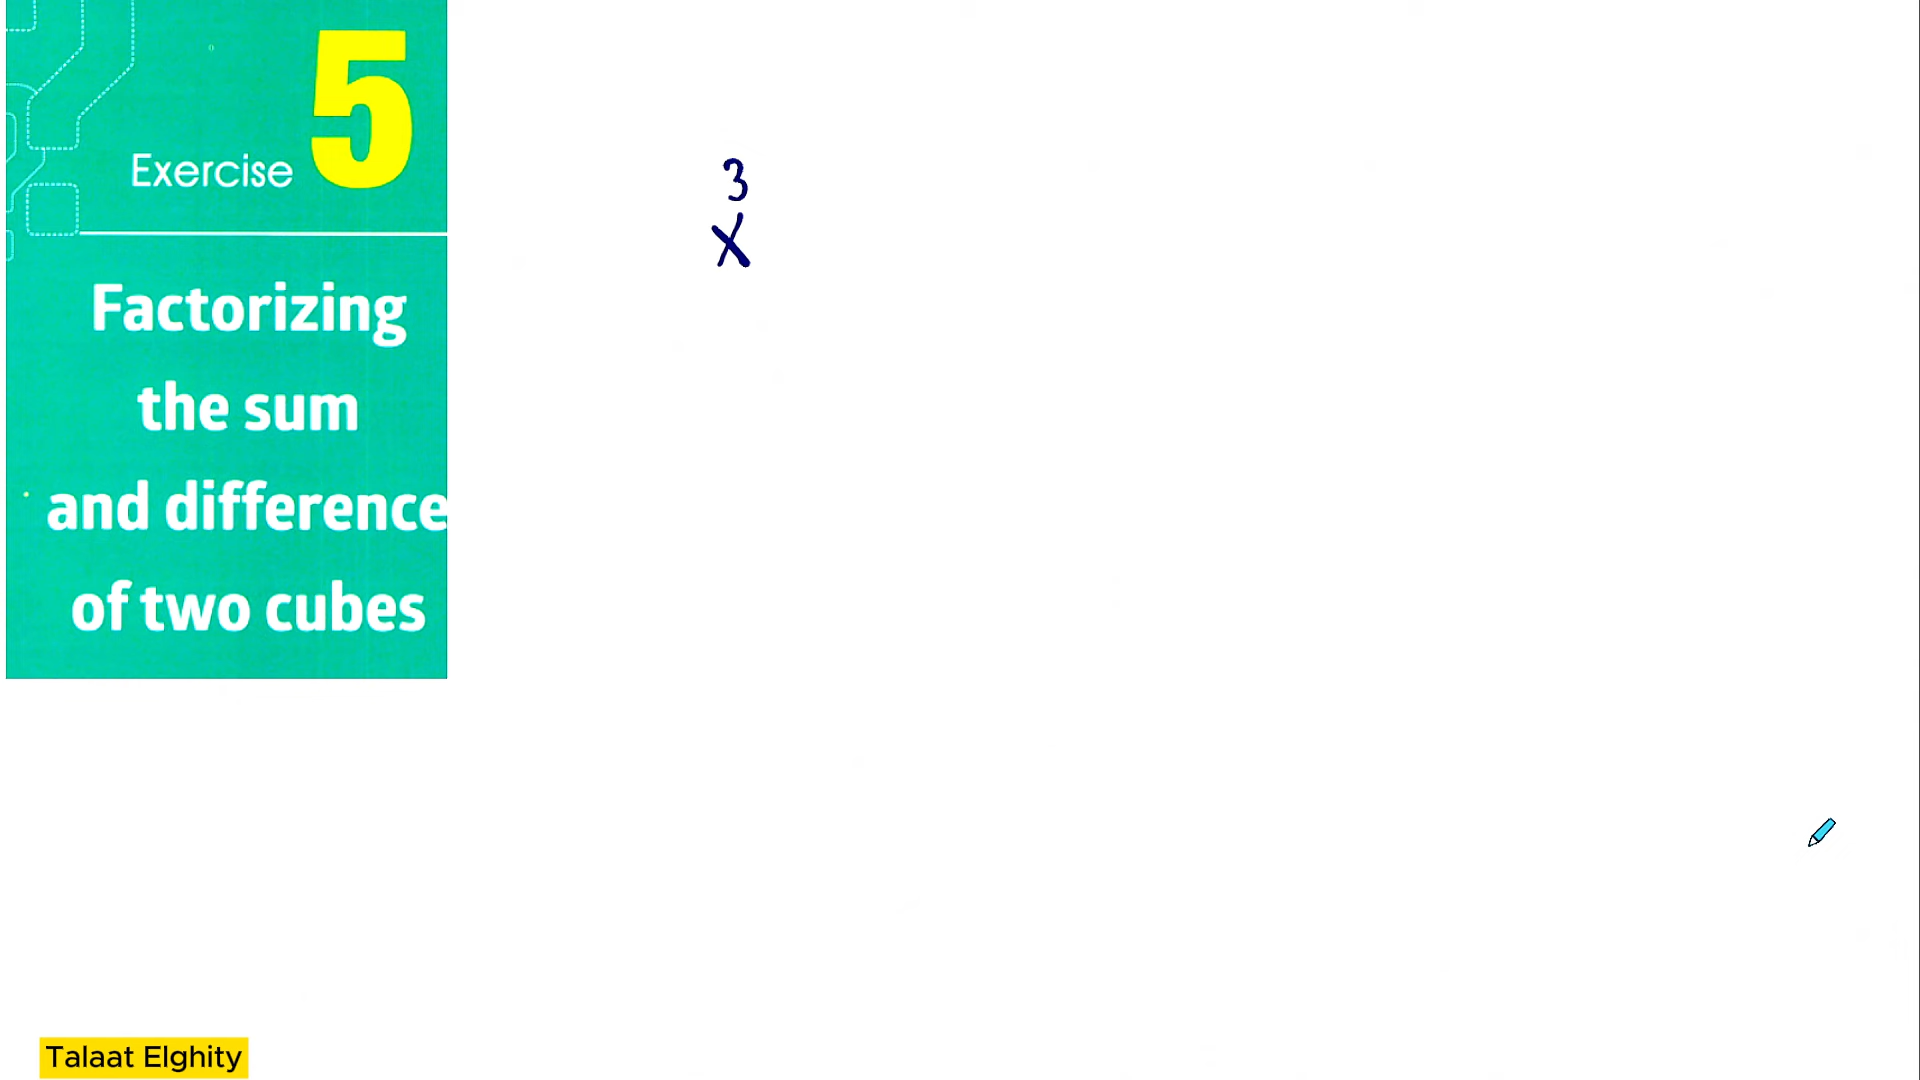 Exercise 5
Factorizing
the sum
and difference
of two cubes
3
X
Talaat Elghity